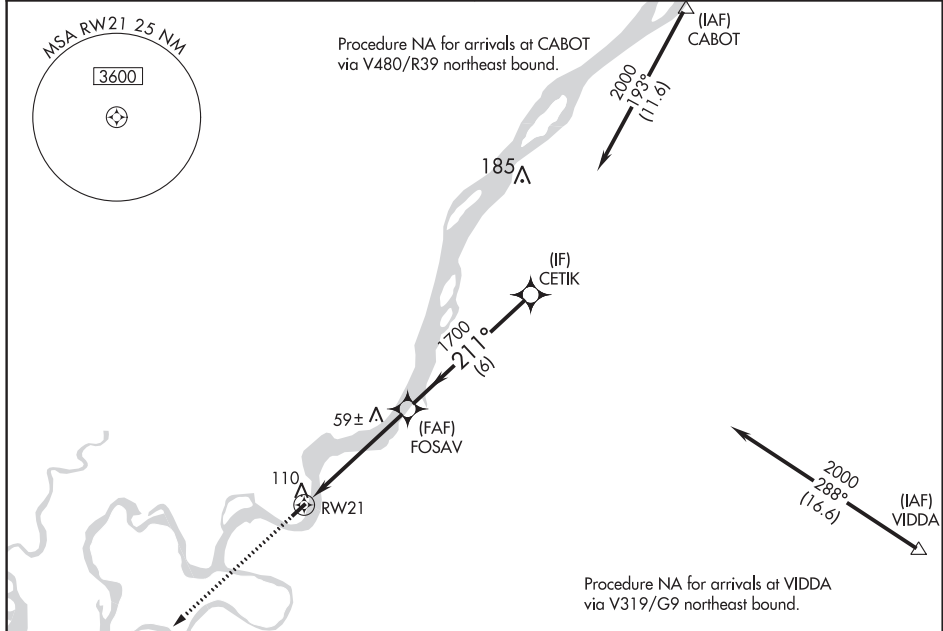 MSA RW21 25 NM
3600
Procedure NA for arrivals at CABOT
via V480/R39 northeast bound.
(IAF)
CABOT
2000
193°
(11.6)
185
(IF)
CETIK
1700
211°
(6)
59±
(FAF)
FOSAV
110
RW21
2000
288°
(16.6)
(IAF)
VIDDA
Procedure NA for arrivals at VIDDA
via V319/G9 northeast bound.